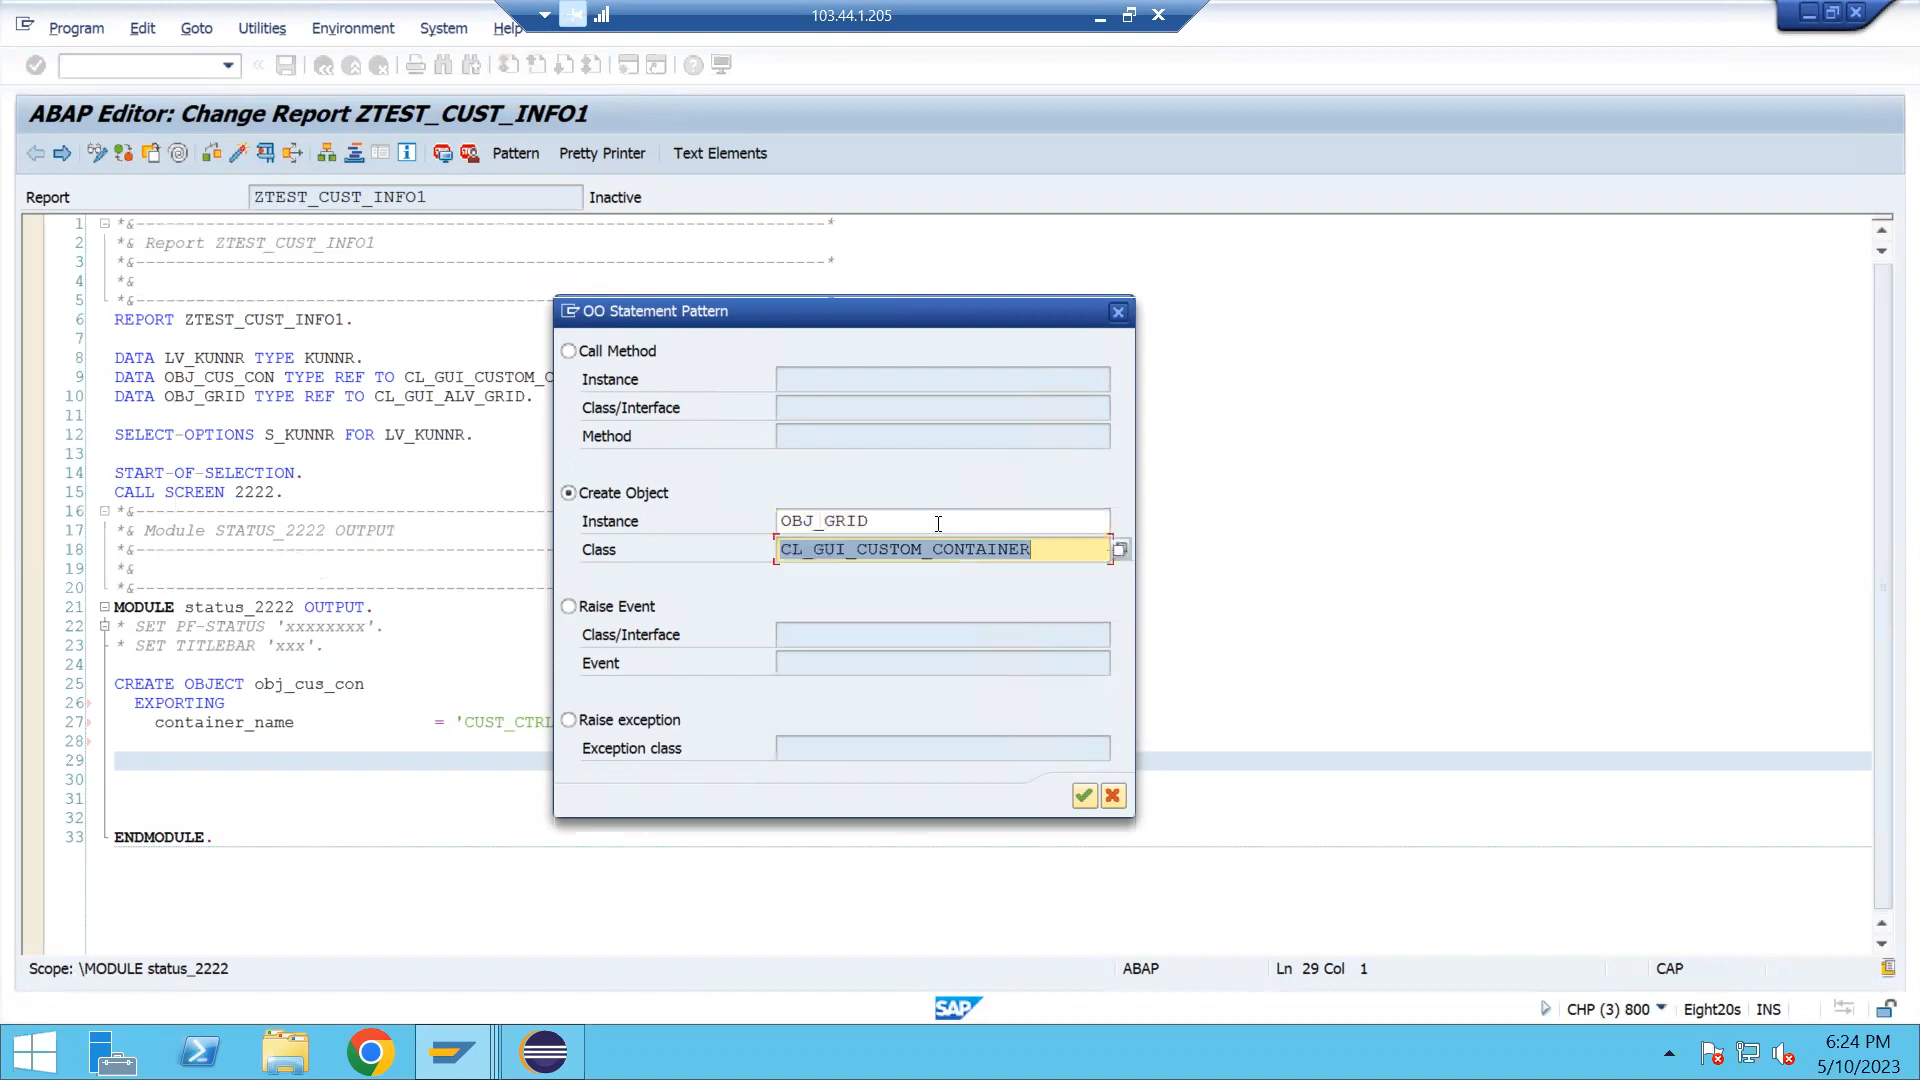 103.44.1.205
Program Edit Goto Utilities Environment System Help
ABAP Editor: Change Report ZTEST_CUST_INFO1
Pattern Pretty Printer Text Elements
Report ZTEST_CUST_INFO1 Inactive
1 *&---------------------------------------------------------------------*
2 *& Report ZTEST_CUST_INFO1
3 *&---------------------------------------------------------------------*
4 *&
5 *&---------------------------------------------------------------------*
6 REPORT ZTEST_CUST_INFO1.
7
8 DATA LV_KUNNR TYPE KUNNR.
9 DATA OBJ_CUS_CON TYPE REF TO CL_GUI_CUSTOM_C
10 DATA OBJ_GRID TYPE REF TO CL_GUI_ALV_GRID.
11
12 SELECT-OPTIONS S_KUNNR FOR LV_KUNNR.
13
14 START-OF-SELECTION.
15 CALL SCREEN 2222.
16 *&---------------------------------------------
17 *& Module STATUS_2222 OUTPUT
18 *&---------------------------------------------
19 *&
20 *&---------------------------------------------
21 MODULE status_2222 OUTPUT.
22 * SET PF-STATUS 'xxxxxxxx'.
23 * SET TITLEBAR 'xxx'.
24
25 CREATE OBJECT obj_cus_con
26 EXPORTING
27 container_name = 'CUST_CTRL
28
29
30
31
32
33 ENDMODULE.
OO Statement Pattern
Call Method
Instance
Class/Interface
Method
Create Object
Instance OBJ_GRID
Class CL_GUI_CUSTOM_CONTAINER
Raise Event
Class/Interface
Event
Raise exception
Exception class
Scope: \MODULE status_2222 ABAP Ln 29 Col 1 CAP
SAP
CHP (3) 800 Eight20s INS
6:24 PM
5/10/2023